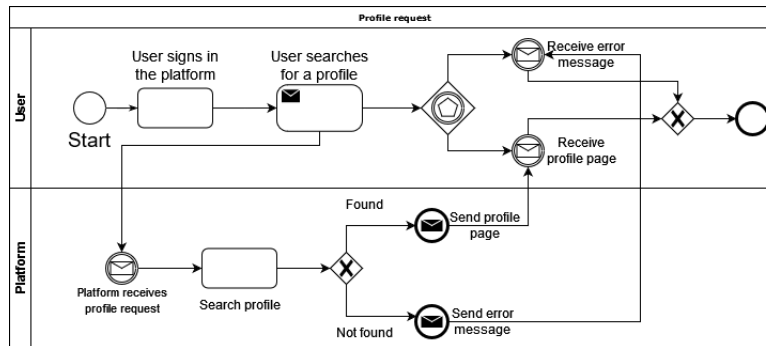 Profile request
User
User signs in
the platform
User searches
for a profile
Receive error
message
Start
Receive
profile page
Platform
Found
Send profile
page
Platform receives
profile request
Search profile
Not found
Send error
message